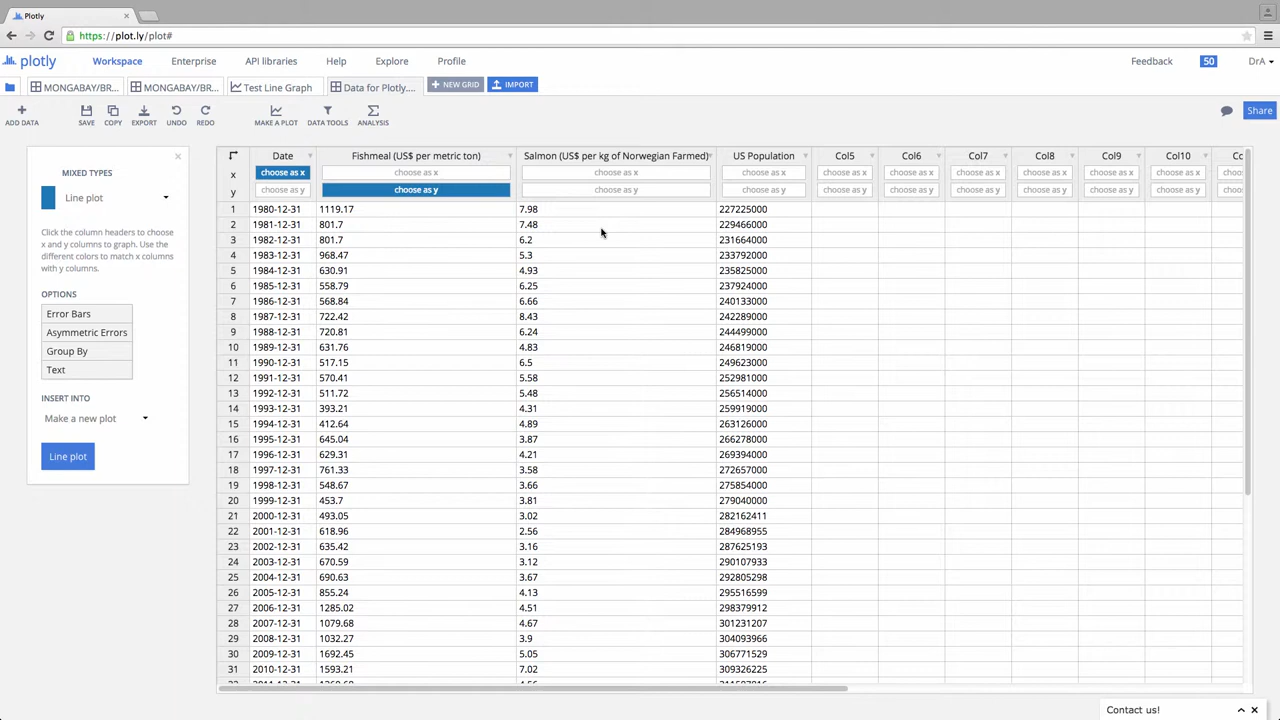 Plotly
https://plot.ly/plot#
plotly Workspace Enterprise API libraries Help Explore Profile Feedback 50 DrA
MONGABAY/BR... MONGABAY/BR... Test Line Graph Data for Plotly.... NEW GRID IMPORT
ADD DATA SAVE COPY EXPORT UNDO REDO MAKE A PLOT DATA TOOLS ANALYSIS Share
MIXED TYPES
Line plot
Click the column headers to choose
x and y columns to graph. Use the
different colors to match x columns
with y columns.
OPTIONS
Error Bars
Asymmetric Errors
Group By
Text
INSERT INTO
Make a new plot
Line plot
Date Fishmeal (US$ per metric ton) Salmon (US$ per kg of Norwegian Farmed) US Population Col5 Col6 Col7 Col8 Col9 Col10 Cc
x choose as x choose as x choose as x choose as x choose as x choose as x choose as x choose as x choose as x choose as x
y choose as y choose as y choose as y choose as y choose as y choose as y choose as y choose as y choose as y choose as y
1 1980-12-31 1119.17 7.98 227225000
2 1981-12-31 801.7 7.48 229466000
3 1982-12-31 801.7 6.2 231664000
4 1983-12-31 968.47 5.3 233792000
5 1984-12-31 630.91 4.93 235825000
6 1985-12-31 558.79 6.25 237924000
7 1986-12-31 568.84 6.66 240133000
8 1987-12-31 722.42 8.43 242289000
9 1988-12-31 720.81 6.24 244499000
10 1989-12-31 631.76 4.83 246819000
11 1990-12-31 517.15 6.5 249623000
12 1991-12-31 570.41 5.58 252981000
13 1992-12-31 511.72 5.48 256514000
14 1993-12-31 393.21 4.31 259919000
15 1994-12-31 412.64 4.89 263126000
16 1995-12-31 645.04 3.87 266278000
17 1996-12-31 629.31 4.21 269394000
18 1997-12-31 761.33 3.58 272657000
19 1998-12-31 548.67 3.66 275854000
20 1999-12-31 453.7 3.81 279040000
21 2000-12-31 493.05 3.02 282162411
22 2001-12-31 618.96 2.56 284968955
23 2002-12-31 635.42 3.16 287625193
24 2003-12-31 670.59 3.12 290107933
25 2004-12-31 690.63 3.67 292805298
26 2005-12-31 855.24 4.13 295516599
27 2006-12-31 1285.02 4.51 298379912
28 2007-12-31 1079.68 4.67 301231207
29 2008-12-31 1032.27 3.9 304093966
30 2009-12-31 1692.45 5.05 306771529
31 2010-12-31 1593.21 7.02 309326225
Contact us!